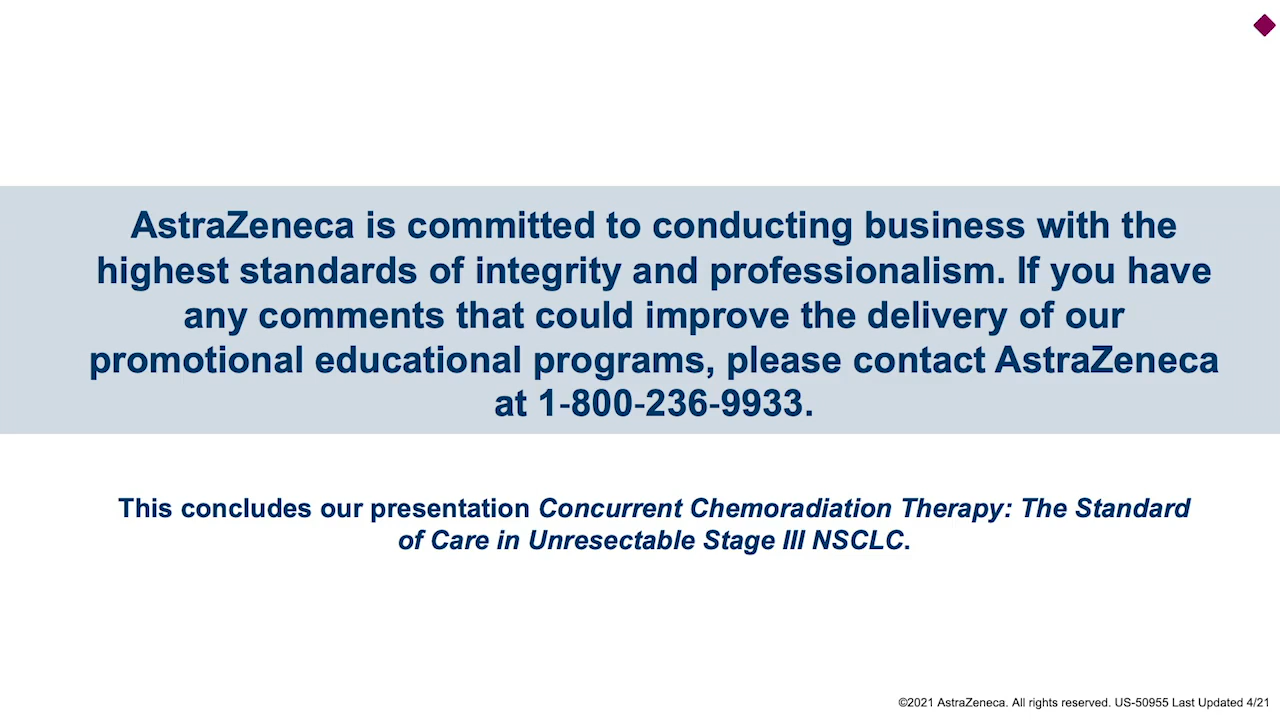 AstraZeneca is committed to conducting business with the
highest standards of integrity and professionalism. If you have
any comments that could improve the delivery of our
promotional educational programs, please contact AstraZeneca
at 1-800-236-9933.
This concludes our presentation Concurrent Chemoradiation Therapy: The Standard
of Care in Unresectable Stage III NSCLC.
©2021 AstraZeneca. All rights reserved. US-50955 Last Updated 4/21